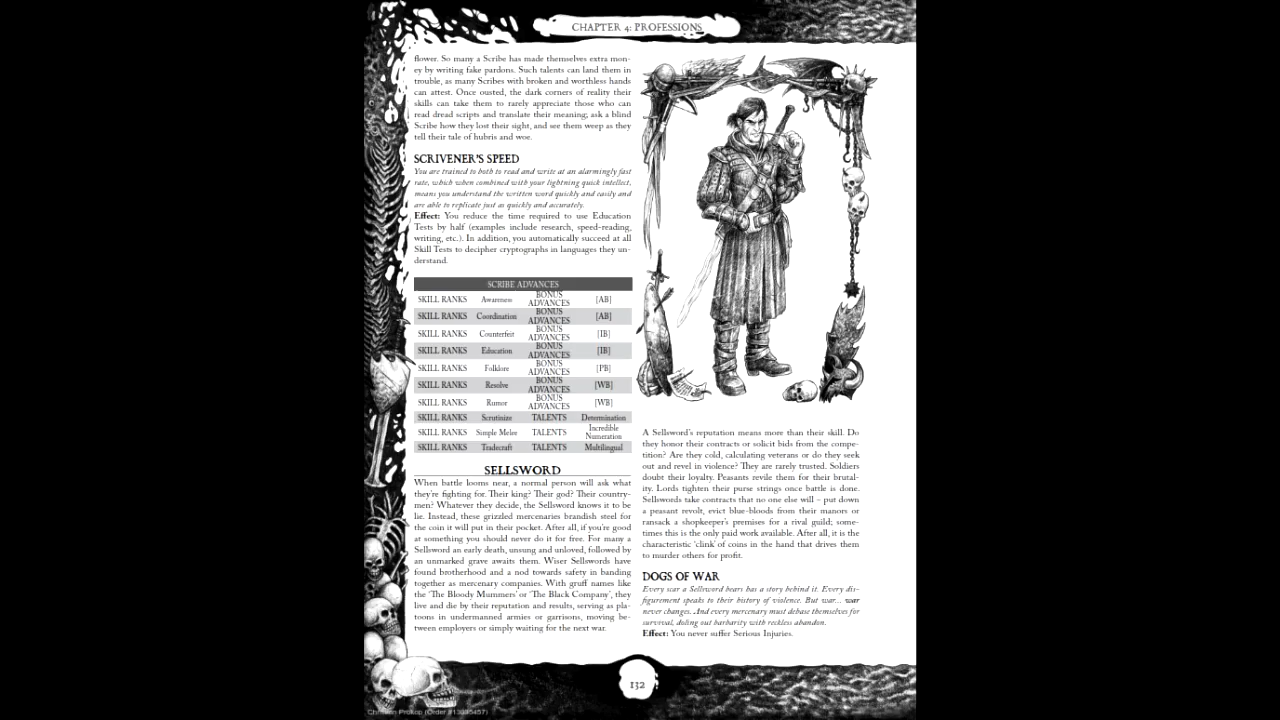 CHAPTER 4: PROFESSIONS
flower. So many a Scribe has made themselves extra mon-
ey by writing fake pardons. Such talents can land them in
trouble, as many Scribes with broken and worthless hands
can attest. Once ousted, the dark corners of reality their
skills can take them to rarely appreciate those who can
read dread scripts and translate their meaning; ask a blind
Scribe how they lost their sight, and see them weep as they
tell their tale of hubris and woe.
SCRIVENER'S SPEED
You are trained to both to read and write at an alarmingly fast
rate, which when combined with your lightning quick intellect,
means you understand the written word quickly and easily and
are able to replicate just as quickly and accurately.
Effect: You reduce the time required to use Education
Tests by half (examples include research, speed-reading,
writing, etc.). In addition, you automatically succeed at all
Skill Tests to decipher cryptographs in languages they un-
derstand.
SCRIBE ADVANCES
SKILL RANKS Awareness BONUS ADVANCES [AB]
SKILL RANKS Coordination BONUS ADVANCES [AB]
SKILL RANKS Counterfeit BONUS ADVANCES [IB]
SKILL RANKS Education BONUS ADVANCES [IB]
SKILL RANKS Folklore BONUS ADVANCES [PB]
SKILL RANKS Resolve BONUS ADVANCES [WB]
SKILL RANKS Rumor BONUS ADVANCES [WB]
SKILL RANKS Scrutinize TALENTS Determination
SKILL RANKS Simple Melee TALENTS Incredible Numeration
SKILL RANKS Tradecraft TALENTS Multilingual
SELLSWORD
When battle looms near, a normal person will ask what
they're fighting for. Their king? Their god? Their country-
men? Whatever they decide, the Sellsword knows it to be
lie. Instead, these grizzled mercenaries brandish steel for
the coin it will put in their pocket. After all, if you're good
at something you should never do it for free. For many a
Sellsword an early death, unsung and unloved, followed by
an unmarked grave awaits them. Wiser Sellswords have
found brotherhood and a nod towards safety in banding
together as mercenary companies. With gruff names like
the 'The Bloody Mummers' or 'The Black Company', they
live and die by their reputation and results, serving as pla-
toons in undermanned armies or garrisons, moving be-
tween employers or simply waiting for the next war.
A Sellsword's reputation means more than their skill. Do
they honor their contracts or solicit bids from the compe-
tition? Are they cold, calculating veterans or do they seek
out and revel in violence? They are rarely trusted. Soldiers
doubt their loyalty. Peasants revile them for their brutal-
ity. Lords tighten their purse strings once battle is done.
Sellswords take contracts that no one else will – put down
a peasant revolt, evict blue-bloods from their manors or
ransack a shopkeeper's premises for a rival guild; some-
times this is the only paid work available. After all, it is the
characteristic 'clink' of coins in the hand that drives them
to murder others for profit.
DOGS OF WAR
Every scar a Sellsword bears has a story behind it. Every dis-
figurement speaks to their history of violence. But war... war
never changes. And every mercenary must debase themselves for
survival, doling out barbarity with reckless abandon.
Effect: You never suffer Serious Injuries.
132